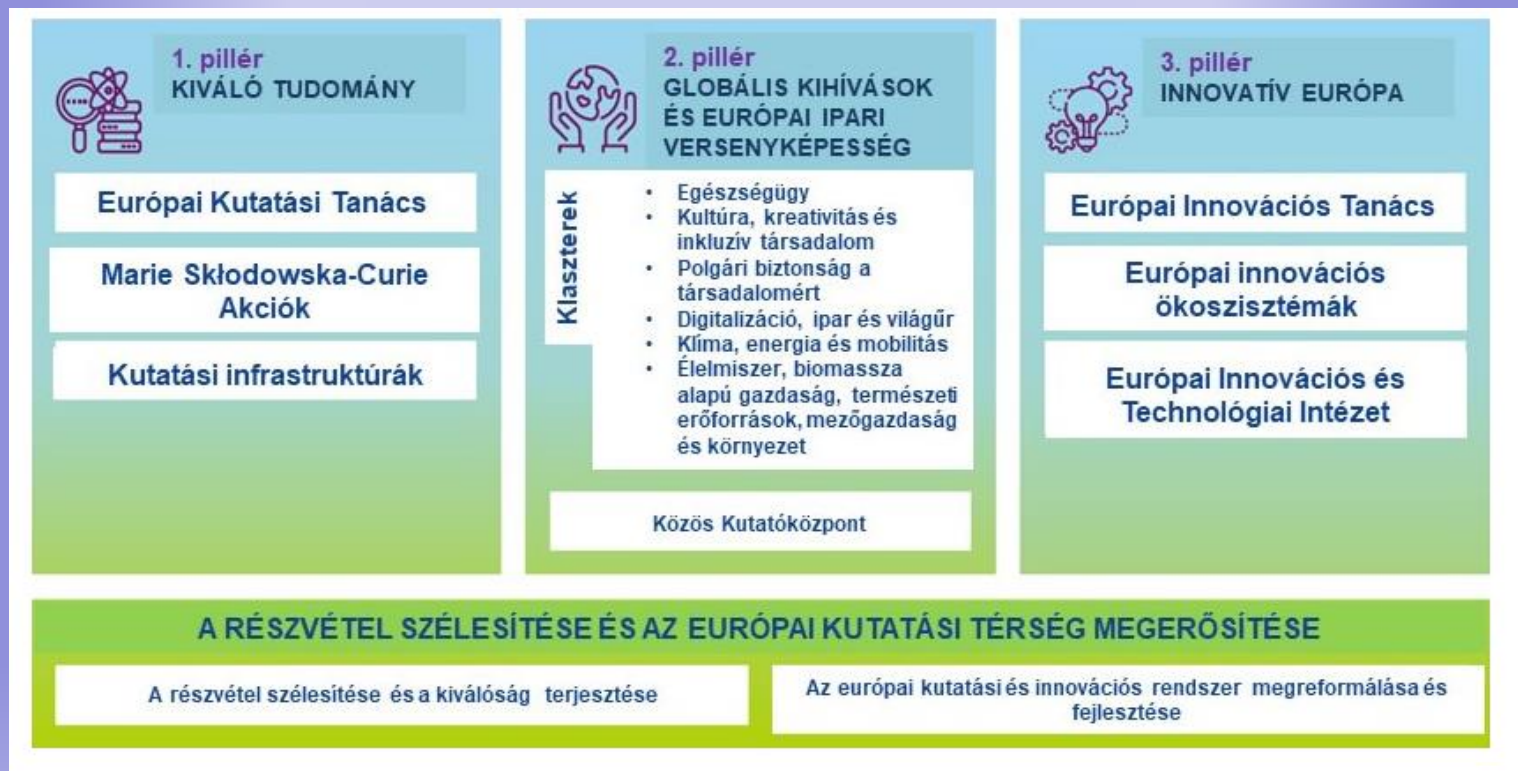 1. pillér
KIVÁLÓ TUDOMÁNY
Európai Kutatási Tanács
Marie Skłodowska-Curie
Akciók
Kutatási infrastruktúrák
2. pillér
GLOBÁLIS KIHÍVÁSOK
ÉS EURÓPAI IPARI
VERSENYKÉPESSÉG
Klaszterek
• Egészségügy
• Kultúra, kreativitás és
inkluzív társadalom
• Polgári biztonság a
társadalomért
• Digitalizáció, ipar és világűr
• Klíma, energia és mobilitás
• Élelmiszer, biomassza
alapú gazdaság, természeti
erőforrások, mezőgazdaság
és környezet
Közös Kutatóközpont
3. pillér
INNOVATÍV EURÓPA
Európai Innovációs Tanács
Európai innovációs
ökoszisztémák
Európai Innovációs és
Technológiai Intézet
A RÉSZVÉTEL SZÉLESÍTÉSE ÉS AZ EURÓPAI KUTATÁSI TÉRSÉG MEGERŐSÍTÉSE
A részvétel szélesítése és a kiválóság terjesztése
Az európai kutatási és innovációs rendszer megreformálása és
fejlesztése